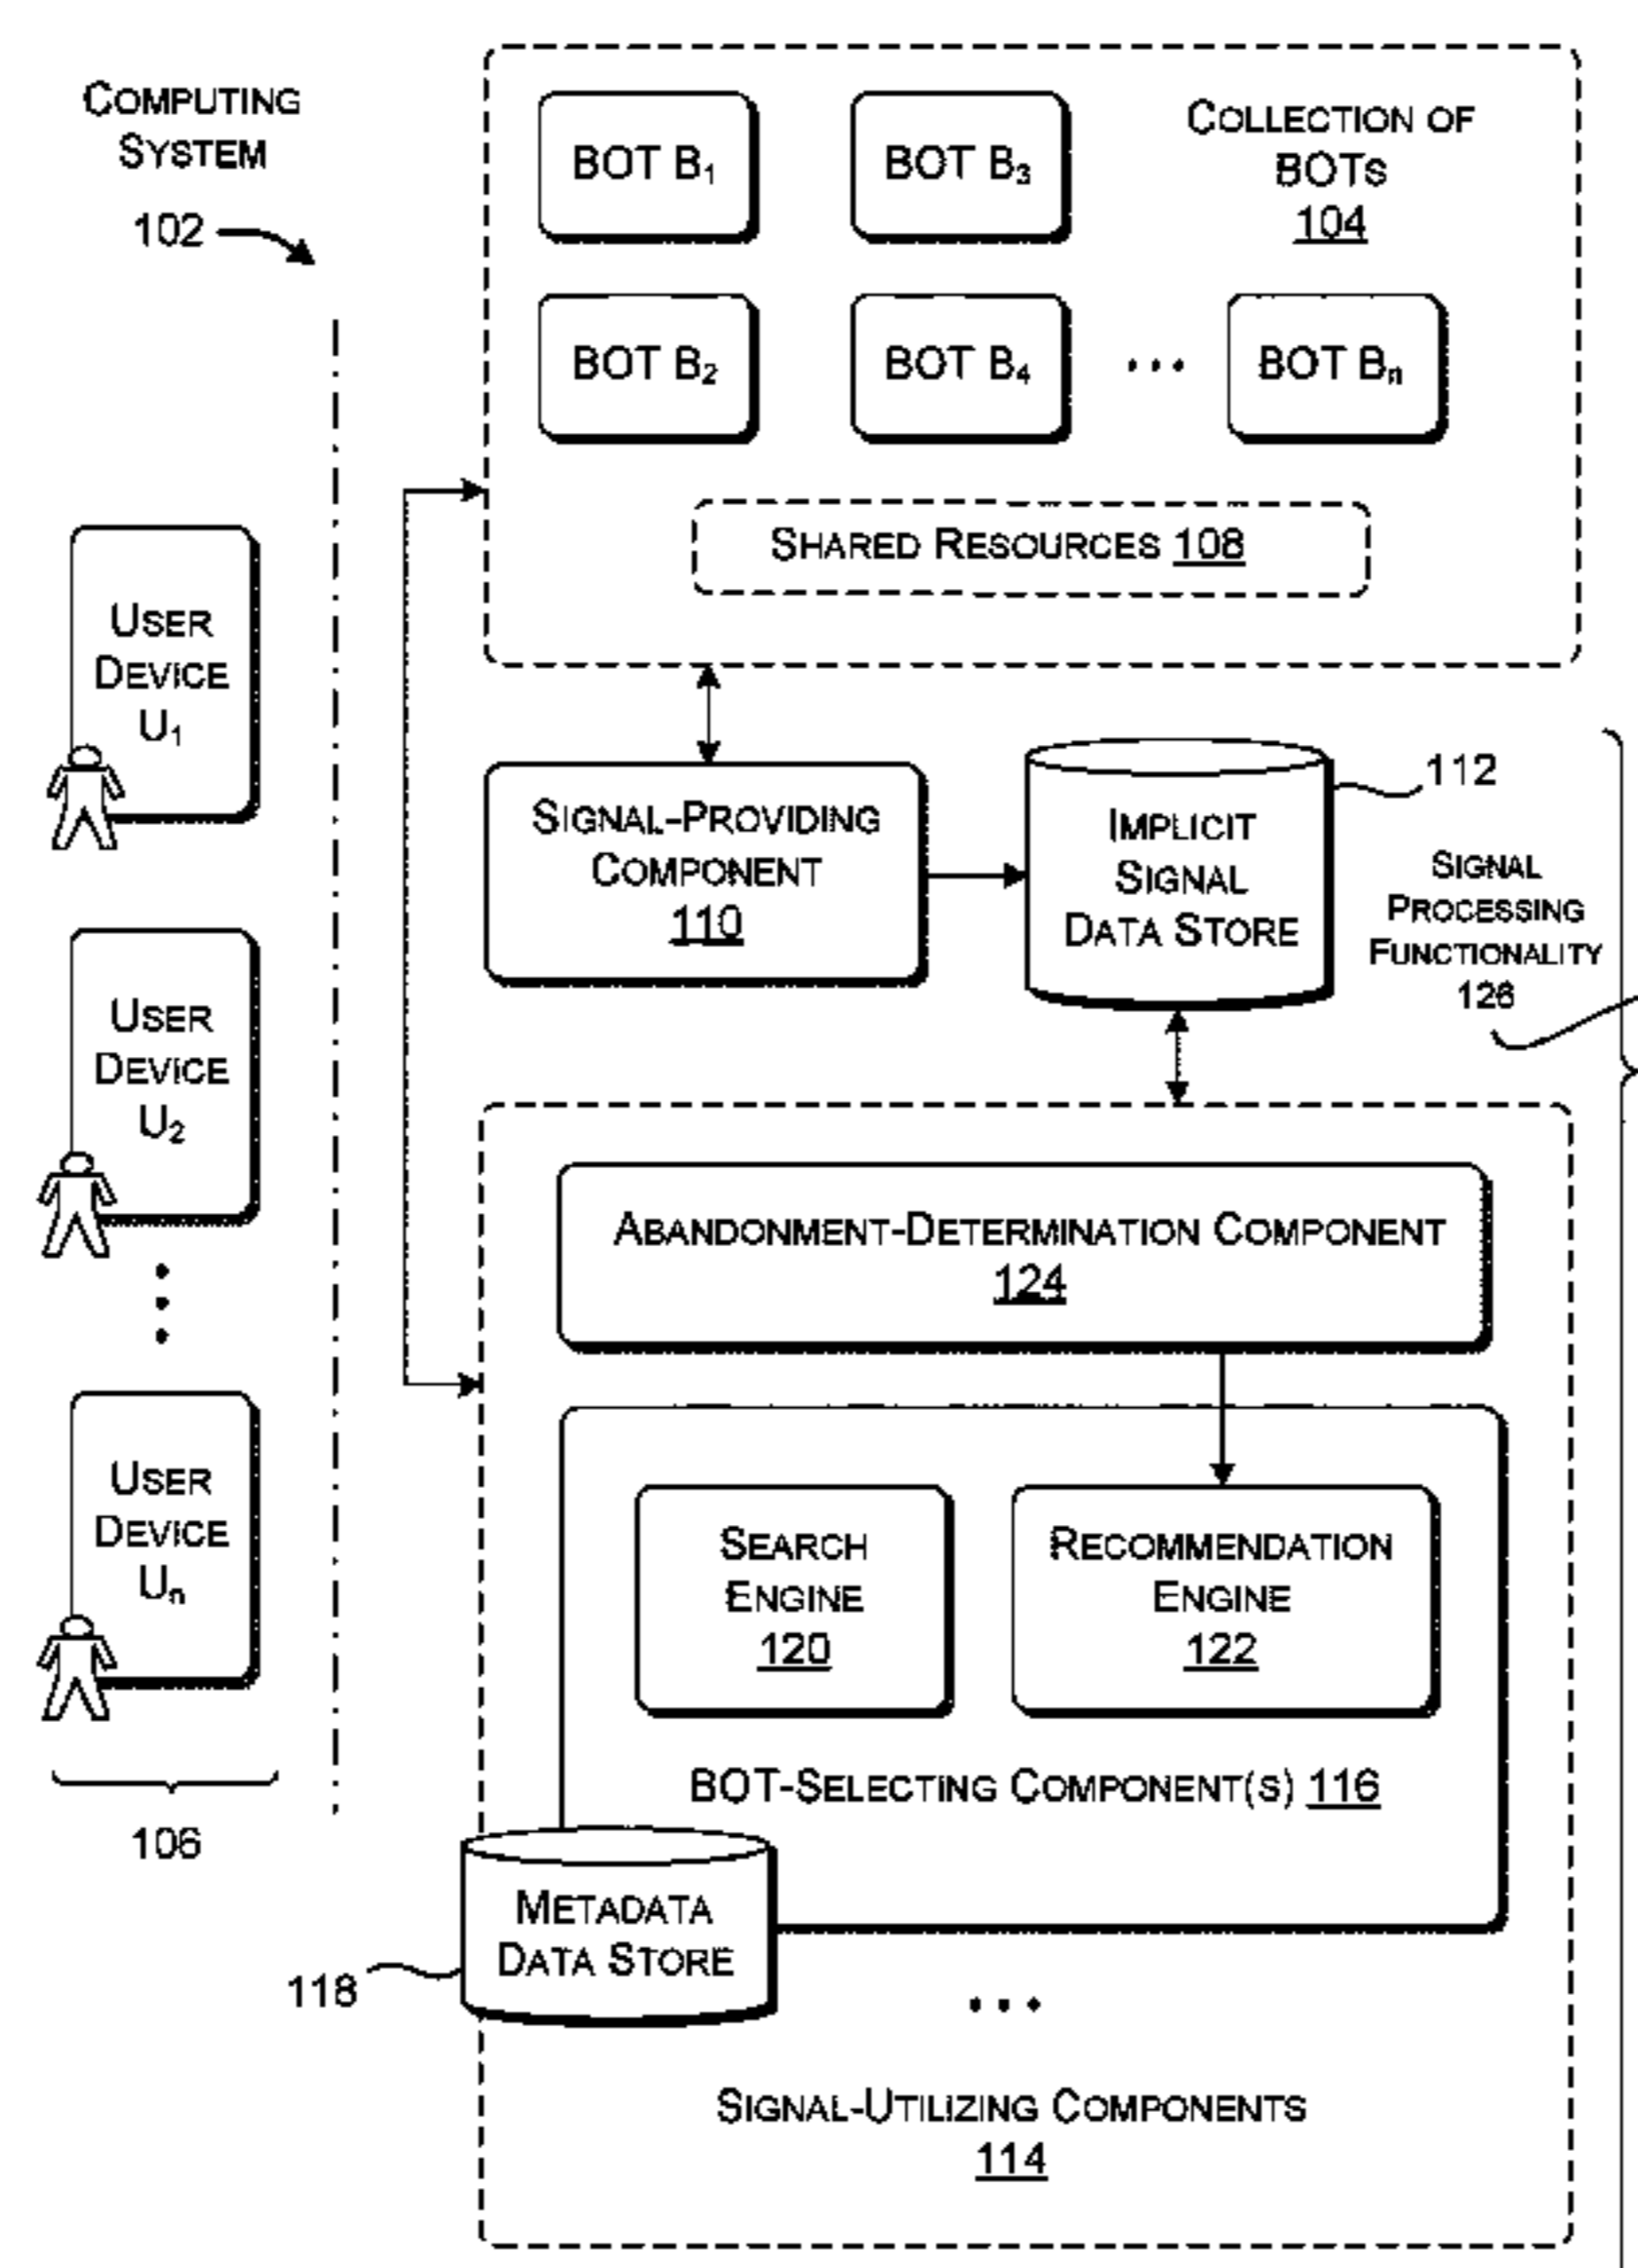 COMPUTING
SYSTEM
102
BOT B1
BOT B3
COLLECTION OF
BOTS
104
BOT B2
BOT B4
...
BOT Bn
SHARED RESOURCES 108
USER
DEVICE
U1
SIGNAL-PROVIDING
COMPONENT
110
IMPLICIT
SIGNAL
DATA STORE
112
SIGNAL
PROCESSING
FUNCTIONALITY
126
USER
DEVICE
U2
ABANDONMENT-DETERMINATION COMPONENT
124
USER
DEVICE
Un
SEARCH
ENGINE
120
RECOMMENDATION
ENGINE
122
BOT-SELECTING COMPONENT(S) 116
106
METADATA
DATA STORE
118
...
SIGNAL-UTILIZING COMPONENTS
114